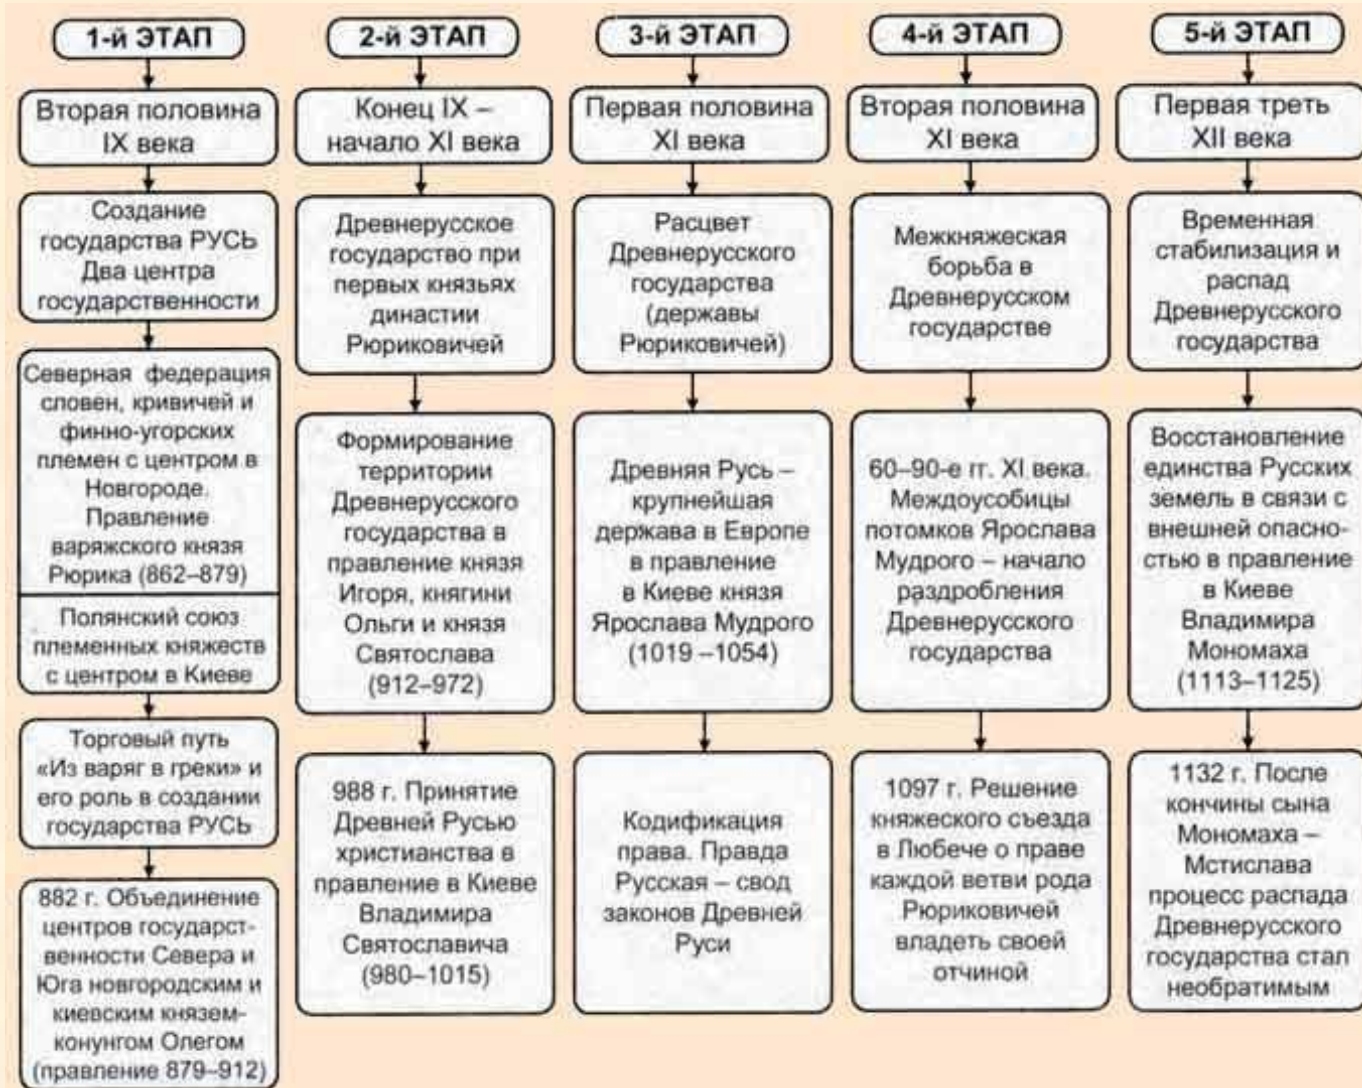 1-й ЭТАП
Вторая половина
IX века
Создание
государства РУСЬ
Два центра
государственности
Северная федерация
словен, кривичей и
финно-угорских
племен с центром в
Новгороде.
Правление
варяжского князя
Рюрика (862–879)
Полянский союз
племенных княжеств
с центром в Киеве
Торговый путь
«Из варяг в греки» и
его роль в создании
государства РУСЬ
882 г. Объединение
центров государст-
венности Севера и
Юга новгородским и
киевским князем-
конунгом Олегом
(правление 879–912)
2-й ЭТАП
Конец IX –
начало XI века
Древнерусское
государство при
первых князьях
династии
Рюриковичей
Формирование
территории
Древнерусского
государства в
правление князя
Игоря, княгини
Ольги и князя
Святослава
(912–972)
988 г. Принятие
Древней Русью
христианства в
правление в Киеве
Владимира
Святославича
(980–1015)
3-й ЭТАП
Первая половина
XI века
Расцвет
Древнерусского
государства
(державы
Рюриковичей)
Древняя Русь –
крупнейшая
держава в Европе
в правление
в Киеве князя
Ярослава Мудрого
(1019 –1054)
Кодификация
права. Правда
Русская – свод
законов Древней
Руси
4-й ЭТАП
Вторая половина
XI века
Межкняжеская
борьба в
Древнерусском
государстве
60–90-е гг. XI века.
Междоусобицы
потомков Ярослава
Мудрого – начало
раздробления
Древнерусского
государства
1097 г. Решение
княжеского съезда
в Любече о праве
каждой ветви рода
Рюриковичей
владеть своей
отчиной
5-й ЭТАП
Первая треть
XII века
Временная
стабилизация и
распад
Древнерусского
государства
Восстановление
единства Русских
земель в связи с
внешней опасно-
стью в правление
в Киеве
Владимира
Мономаха
(1113–1125)
1132 г. После
кончины сына
Мономаха –
Мстислава
процесс распада
Древнерусского
государства стал
необратимым